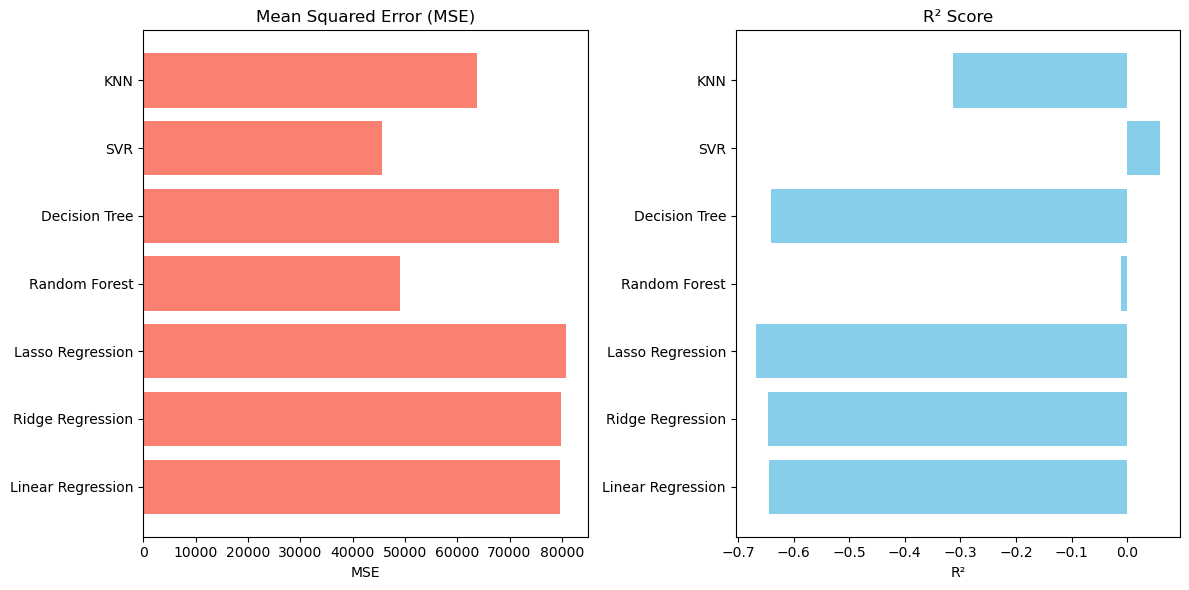 Mean Squared Error (MSE)
KNN
SVR
Decision Tree
Random Forest
Lasso Regression
Ridge Regression
Linear Regression
0 10000 20000 30000 40000 50000 60000 70000 80000
MSE
R² Score
KNN
SVR
Decision Tree
Random Forest
Lasso Regression
Ridge Regression
Linear Regression
−0.7 −0.6 −0.5 −0.4 −0.3 −0.2 −0.1 0.0
R²